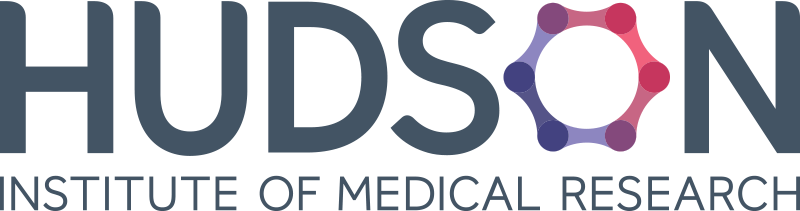 HUDSON
INSTITUTE OF MEDICAL RESEARCH